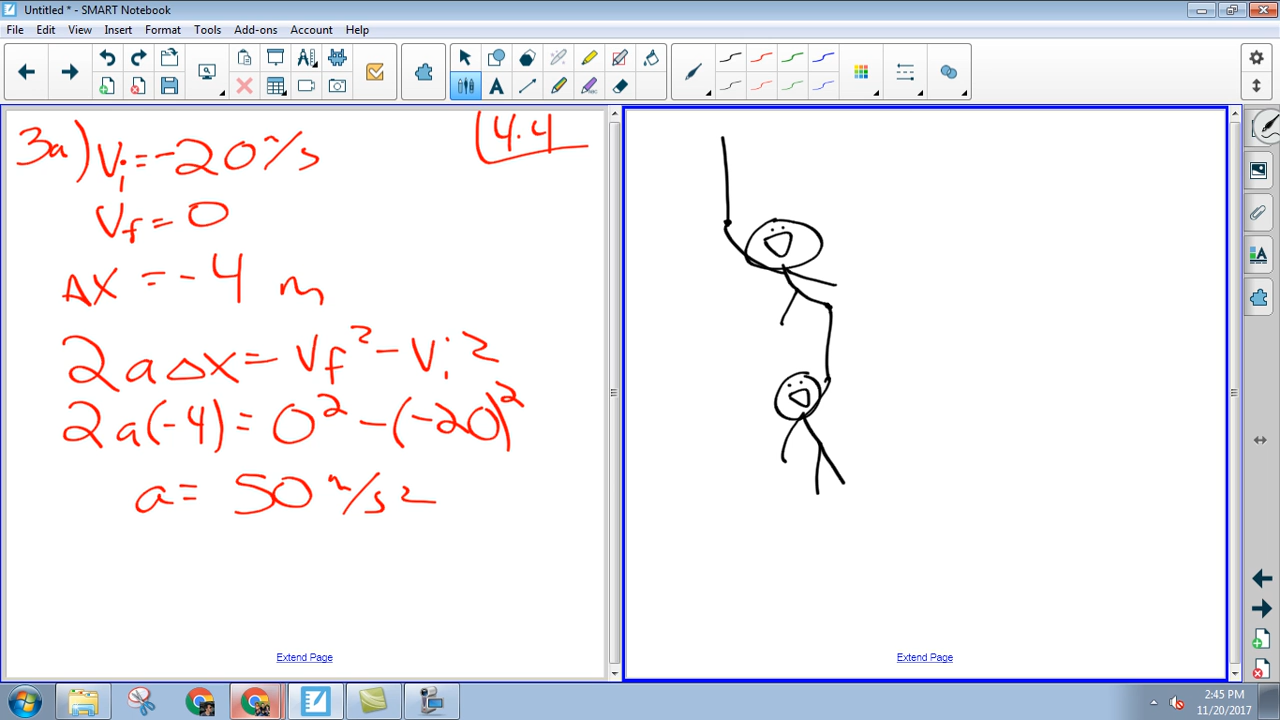 Untitled * - SMART Notebook
File Edit View Insert Format Tools Add-ons Account Help
3a) Vi = -20 m/s
4.4
Vf = 0
Δx = -4 m
2aΔx = Vf² - Vi²
2a(-4) = 0² - (-20)²
a = 50 m/s²
Extend Page
Extend Page
2:45 PM
11/20/2017